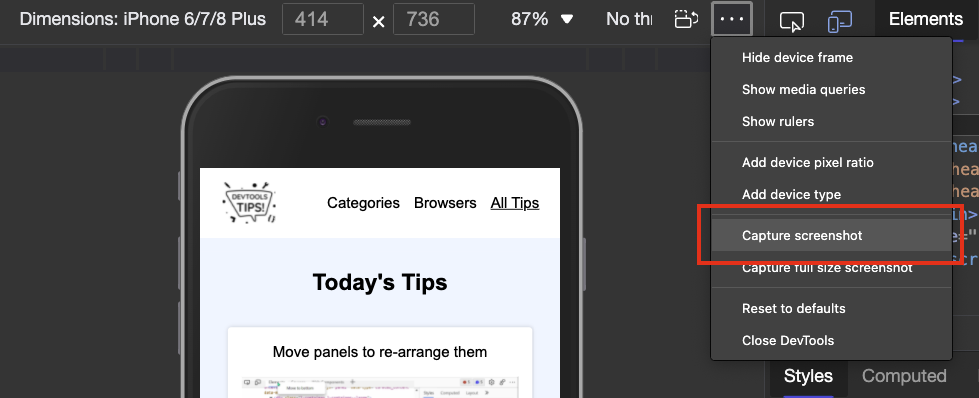 Dimensions: iPhone 6/7/8 Plus 414 × 736 87% ▼ No thr
Elements
Hide device frame
Show media queries
Show rulers
Add device pixel ratio
Add device type
Capture screenshot
Capture full size screenshot
Reset to defaults
Close DevTools
DEVTOOLS
TIPS!
Categories Browsers All Tips
Today's Tips
Move panels to re-arrange them
Styles Computed